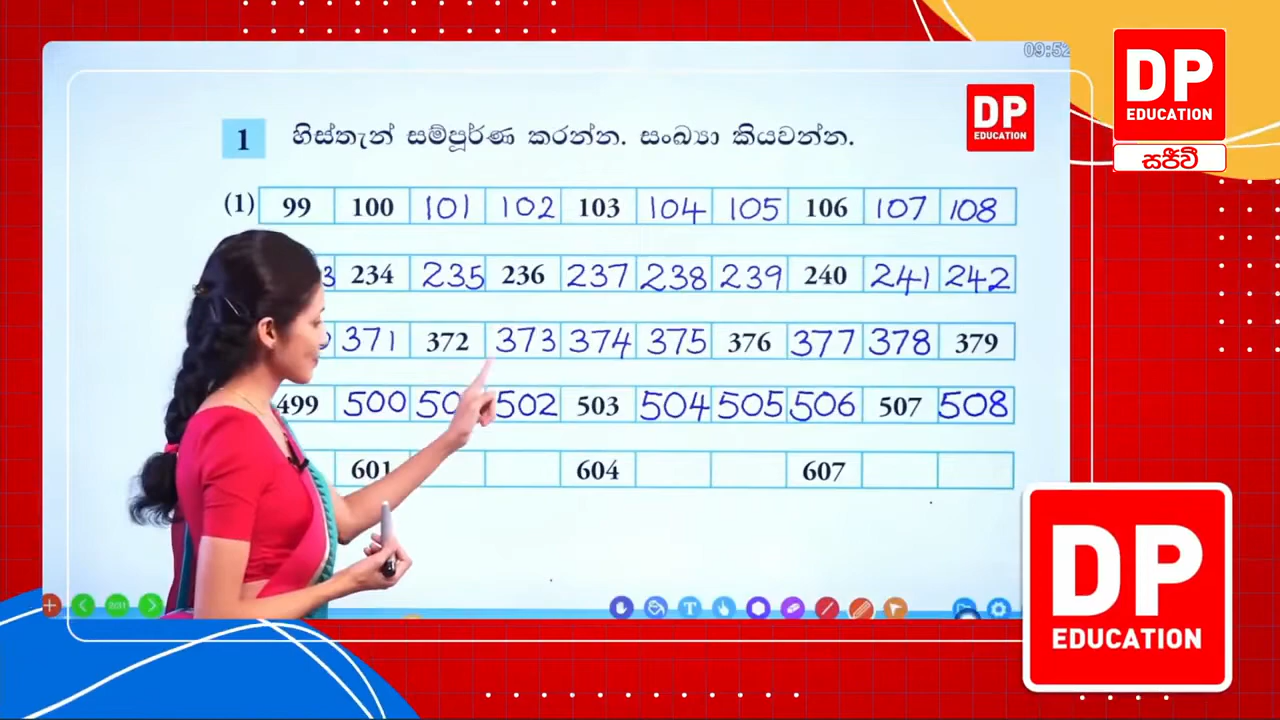 09:52
DP
EDUCATION
සජීවී
DP
EDUCATION
1 හිස්තැන් සම්පූර්ණ කරන්න. සංඛ්‍යා කියවන්න.
(1) 99 100 101 102 103 104 105 106 107 108
3 234 235 236 237 238 239 240 241 242
371 372 373 374 375 376 377 378 379
499 500 50 502 503 504 505 506 507 508
601 604 607
DP
EDUCATION